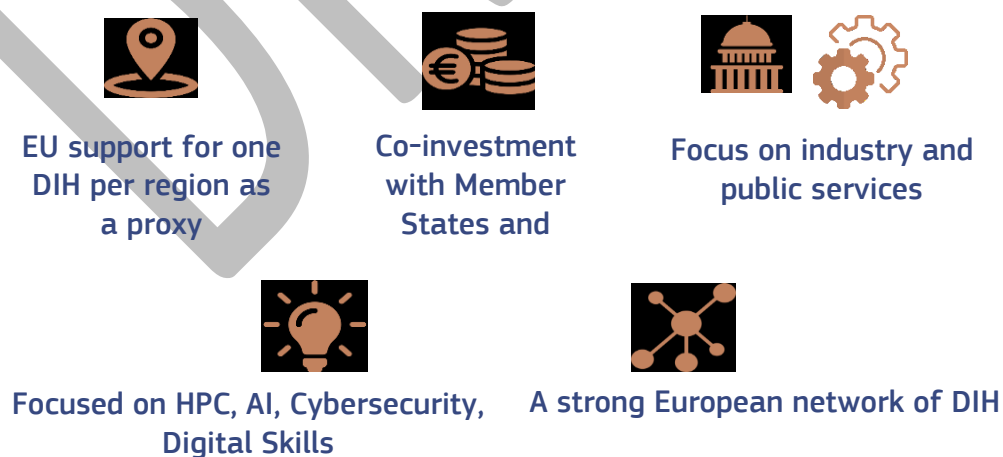 EU support for one
DIH per region as
a proxy
Co-investment
with Member
States and
Focus on industry and
public services
Focused on HPC, AI, Cybersecurity,
Digital Skills
A strong European network of DIH